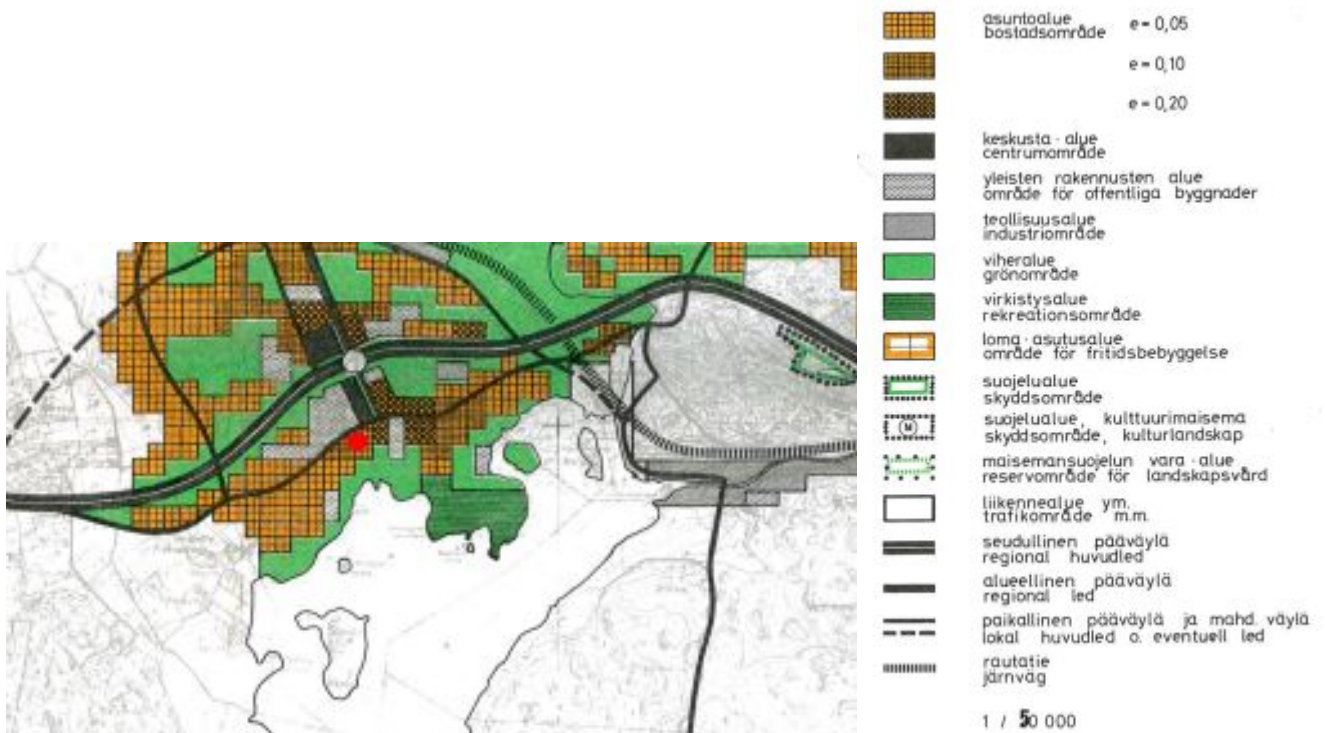 asuntoalue
bostadsområde e=0,05
e=0,10
e=0,20
keskusta-alue
centrumområde
yleisten rakennusten alue
område för offentliga byggnader
teollisuusalue
industriområde
viheralue
grönområde
virkistysalue
rekreationsområde
loma-asutusalue
område för fritidsbebyggelse
suojelualue
skyddsområde
M
suojelualue, kulttuurimaisema
skyddsområde, kulturlandskap
maisemansuojelun vara-alue
reservområde för landskapsvård
liikennealue ym.
trafikområde m.m.
seudullinen pääväylä
regional huvudled
alueellinen pääväylä
regional led
paikallinen pääväylä ja mahd. väylä
lokal huvudled o. eventuell led
rautatie
järnväg
1 / 50 000